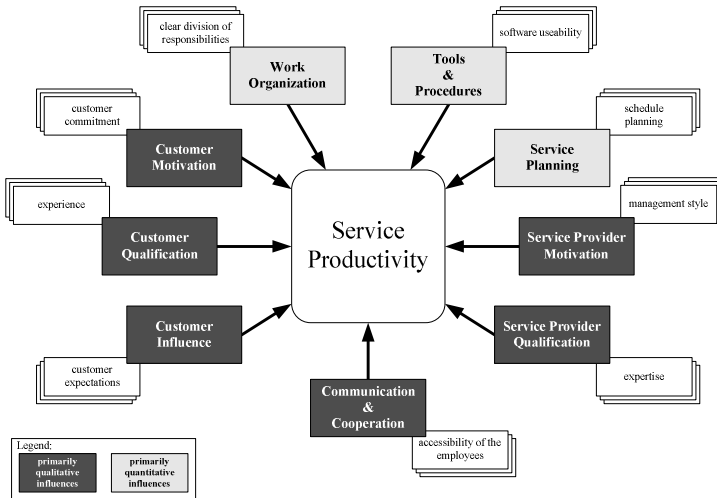 clear division of
responsibilities
Work
Organization
software useability
Tools
&
Procedures
customer
commitment
Customer
Motivation
schedule
planning
Service
Planning
experience
Customer
Qualification
Service
Productivity
management style
Service Provider
Motivation
Customer
Influence
customer
expectations
Service Provider
Qualification
expertise
Communication
&
Cooperation
accessibility of the
employees
Legend:
primarily
qualitative
influences
primarily
quantitative
influences